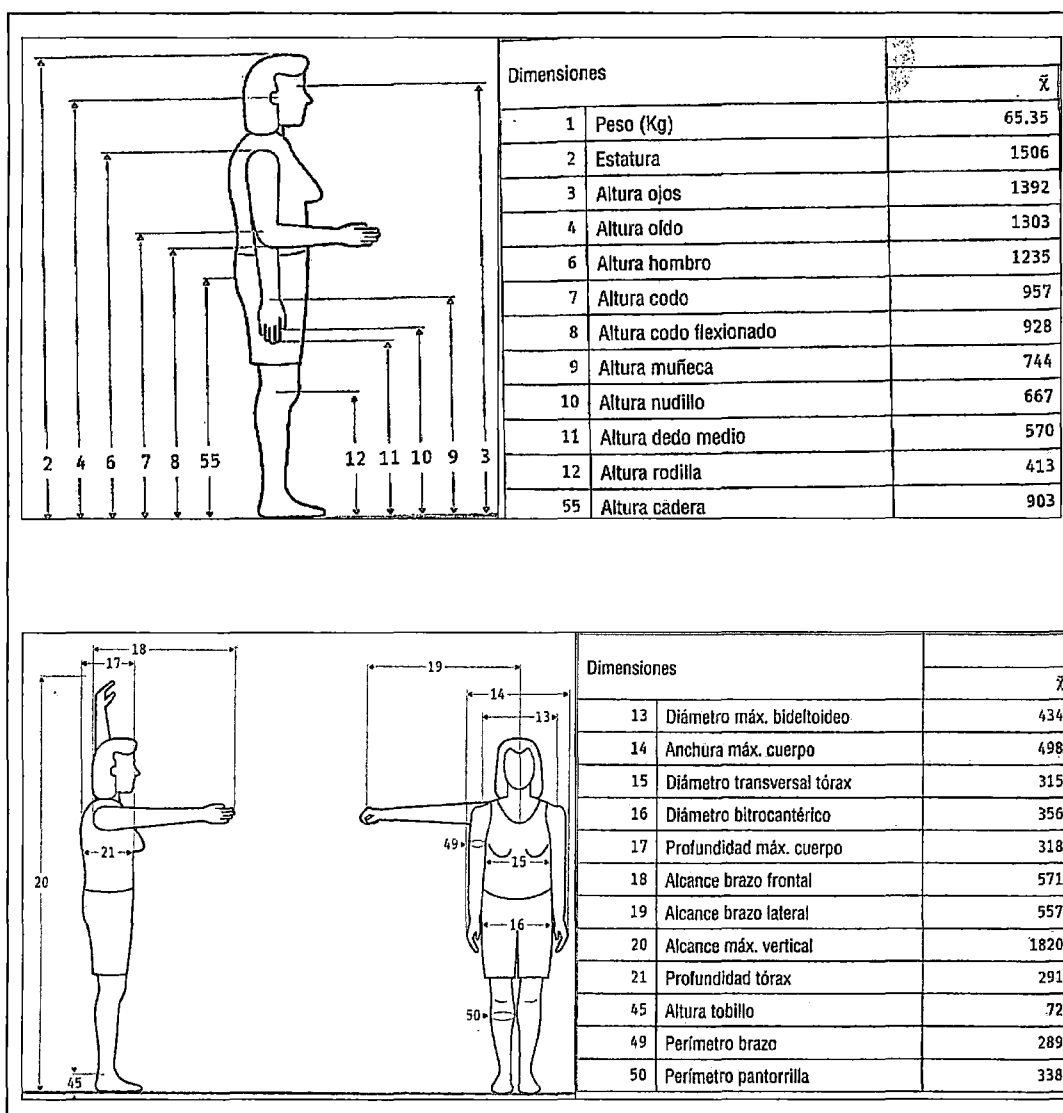 Dimensiones
x̄
1 Peso (Kg) 65.35
2 Estatura 1506
3 Altura ojos 1392
4 Altura oído 1303
6 Altura hombro 1235
7 Altura codo 957
8 Altura codo flexionado 928
9 Altura muñeca 744
10 Altura nudillo 667
11 Altura dedo medio 570
12 Altura rodilla 413
55 Altura cadera 903
2 4 6 7 8 55 12 11 10 9 3
Dimensiones
x̄
13 Diámetro máx. bideltoideo 434
14 Anchura máx. cuerpo 498
15 Diámetro transversal tórax 315
16 Diámetro bitrocantérico 356
17 Profundidad máx. cuerpo 318
18 Alcance brazo frontal 571
19 Alcance brazo lateral 557
20 Alcance máx. vertical 1820
21 Profundidad tórax 291
45 Altura tobillo 72
49 Perímetro brazo 289
50 Perímetro pantorrilla 338
18
17
19
14
13
21
49
15
20
16
50
45